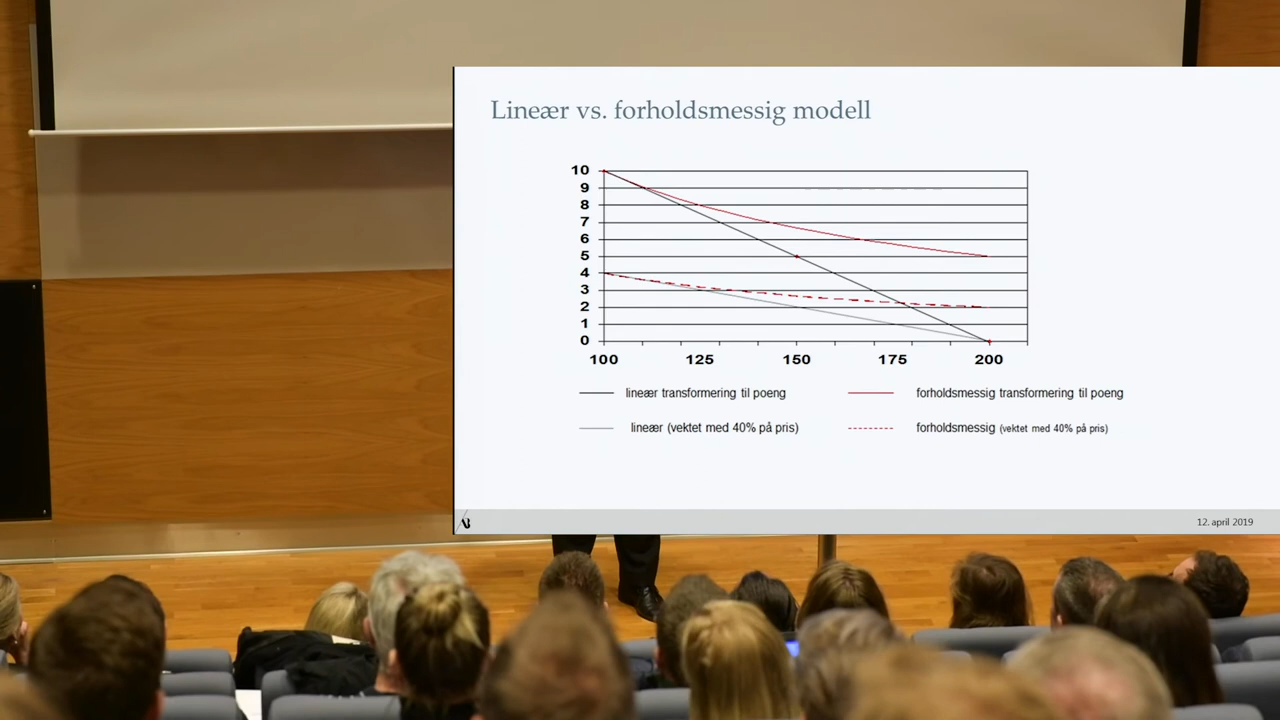 Lineær vs. forholdsmessig modell
10
9
8
7
6
5
4
3
2
1
0
100 125 150 175 200
lineær transformering til poeng
forholdsmessig transformering til poeng
lineær (vektet med 40% på pris)
forholdsmessig (vektet med 40% på pris)
12. april 2019